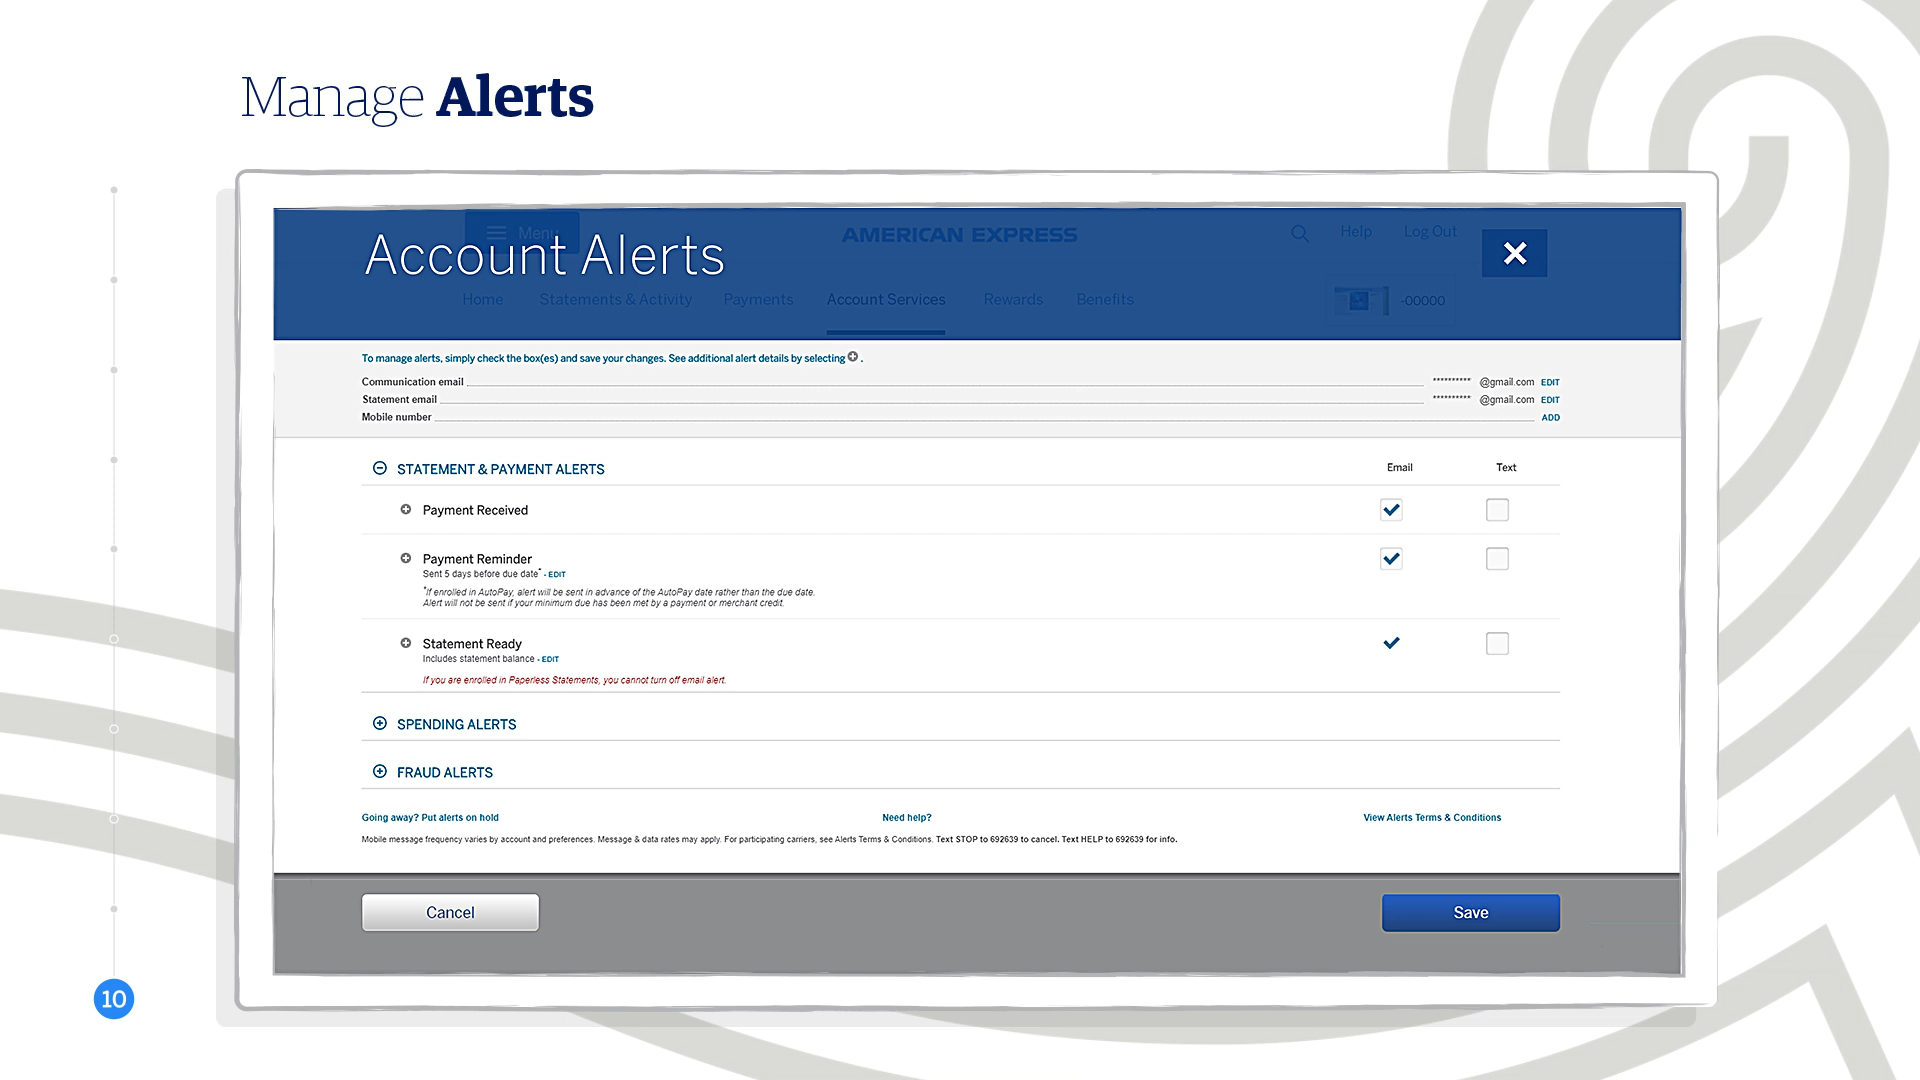 Manage Alerts
Menu
AMERICAN EXPRESS
Help
Log Out
Account Alerts
Home
Statements & Activity
Payments
Account Services
Rewards
Benefits
-00000
To manage alerts, simply check the box(es) and save your changes. See additional alert details by selecting .
Communication email ********** @gmail.com EDIT
Statement email ********** @gmail.com EDIT
Mobile number ADD
STATEMENT & PAYMENT ALERTS Email Text
Payment Received
Payment Reminder
Sent 5 days before due date* - EDIT
*If enrolled in AutoPay, alert will be sent in advance of the AutoPay date rather than the due date.
Alert will not be sent if your minimum due has been met by a payment or merchant credit.
Statement Ready
Includes statement balance - EDIT
If you are enrolled in Paperless Statements, you cannot turn off email alert.
SPENDING ALERTS
FRAUD ALERTS
Going away? Put alerts on hold
Need help?
View Alerts Terms & Conditions
Mobile message frequency varies by account and preferences. Message & data rates may apply. For participating carriers, see Alerts Terms & Conditions. Text STOP to 692639 to cancel. Text HELP to 692639 for info.
Cancel
Save
10